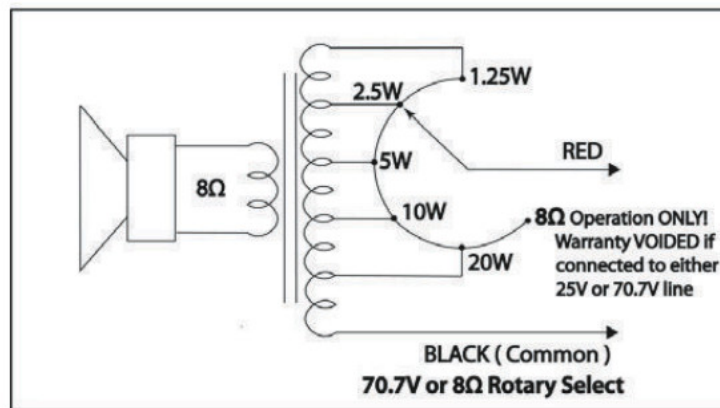 1.25W
2.5W
RED
5W
8Ω
10W
8Ω Operation ONLY!
Warranty VOIDED if
connected to either
25V or 70.7V line
20W
BLACK ( Common )
70.7V or 8Ω Rotary Select